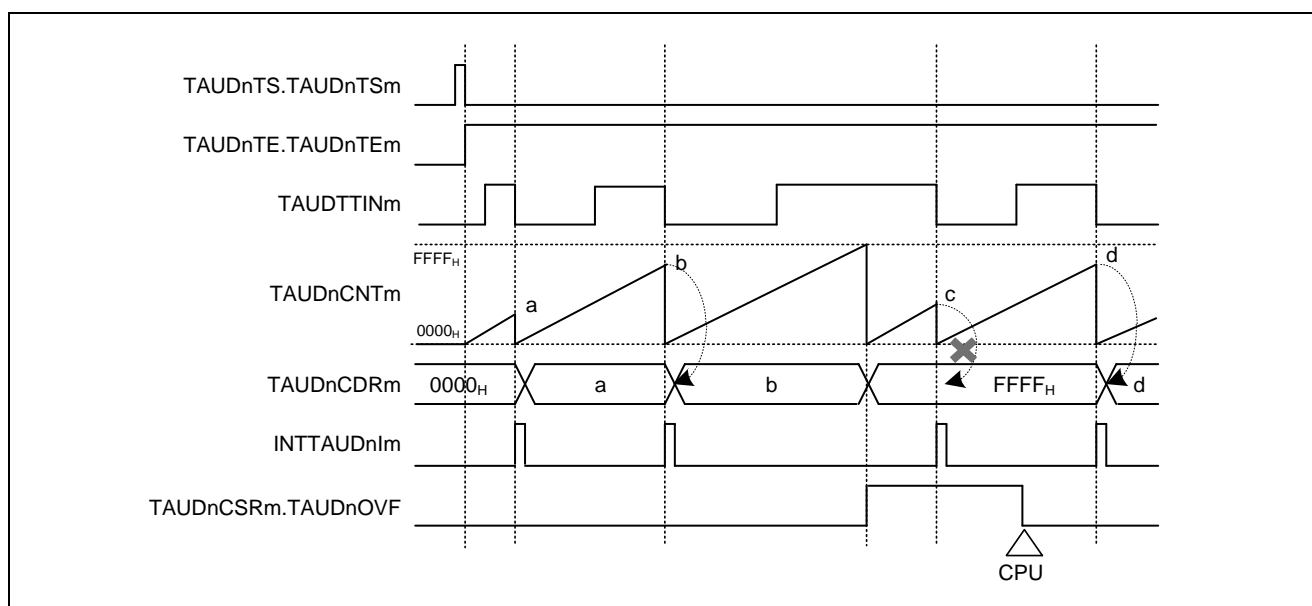 TAUDnTS.TAUDnTSm
TAUDnTE.TAUDnTEm
TAUDTTINm
FFFFH
TAUDnCNTm
0000H
a
b
c
d
TAUDnCDRm
0000H
a
b
FFFFH
d
INTTAUDnIm
TAUDnCSRm.TAUDnOVF
CPU